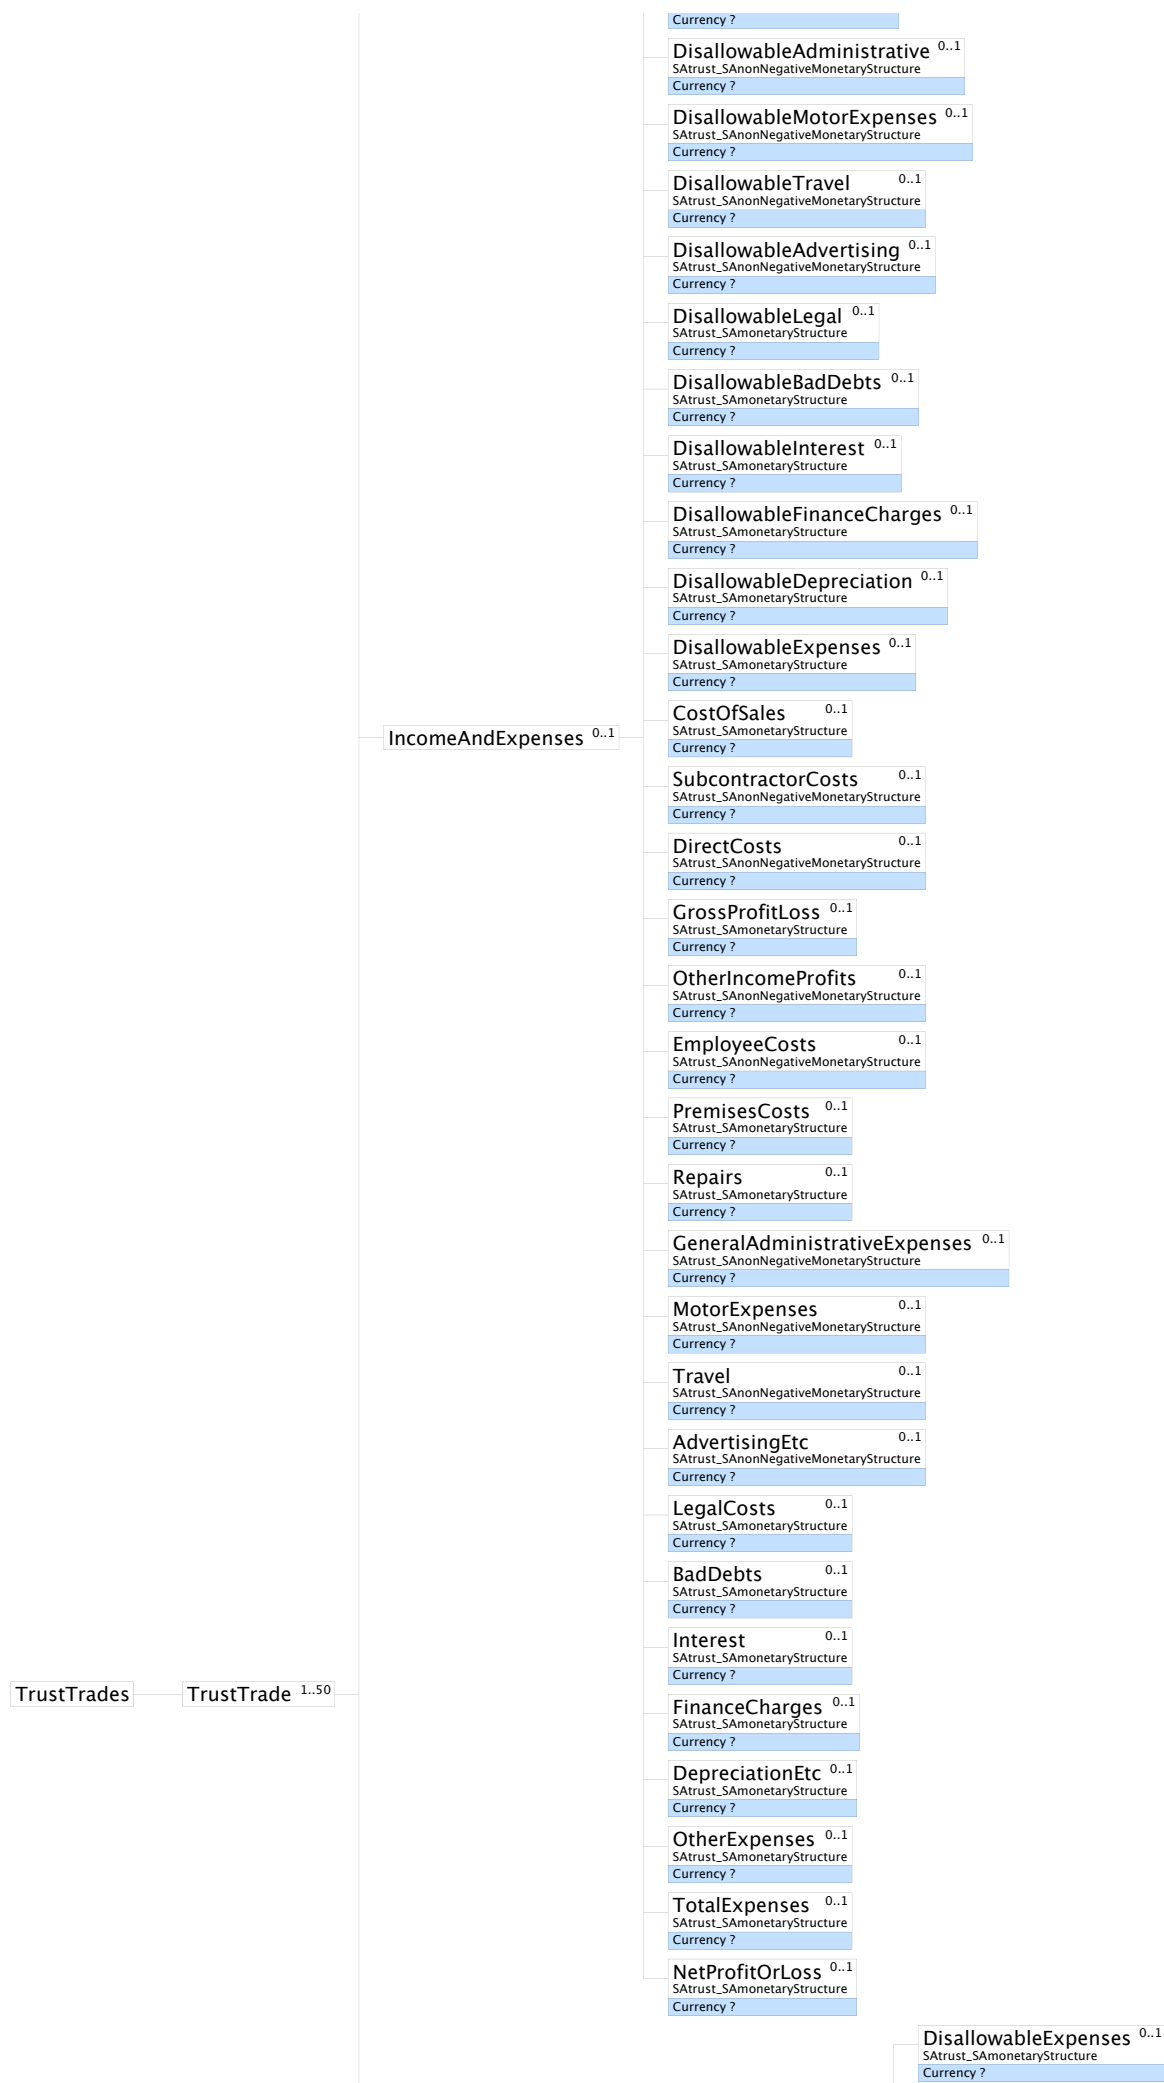 Currency ?
DisallowableAdministrative 0..1
SAtrust_SAnonNegativeMonetaryStructure
Currency ?
DisallowableMotorExpenses 0..1
SAtrust_SAnonNegativeMonetaryStructure
Currency ?
DisallowableTravel 0..1
SAtrust_SAnonNegativeMonetaryStructure
Currency ?
DisallowableAdvertising 0..1
SAtrust_SAnonNegativeMonetaryStructure
Currency ?
DisallowableLegal 0..1
SAtrust_SAmonetaryStructure
Currency ?
DisallowableBadDebts 0..1
SAtrust_SAmonetaryStructure
Currency ?
DisallowableInterest 0..1
SAtrust_SAmonetaryStructure
Currency ?
DisallowableFinanceCharges 0..1
SAtrust_SAmonetaryStructure
Currency ?
DisallowableDepreciation 0..1
SAtrust_SAmonetaryStructure
Currency ?
DisallowableExpenses 0..1
SAtrust_SAmonetaryStructure
Currency ?
CostOfSales 0..1
SAtrust_SAmonetaryStructure
IncomeAndExpenses 0..1
Currency ?
SubcontractorCosts 0..1
SAtrust_SAnonNegativeMonetaryStructure
Currency ?
DirectCosts 0..1
SAtrust_SAnonNegativeMonetaryStructure
Currency ?
GrossProfitLoss 0..1
SAtrust_SAmonetaryStructure
Currency ?
OtherIncomeProfits 0..1
SAtrust_SAnonNegativeMonetaryStructure
Currency ?
EmployeeCosts 0..1
SAtrust_SAnonNegativeMonetaryStructure
Currency ?
PremisesCosts 0..1
SAtrust_SAmonetaryStructure
Currency ?
Repairs 0..1
SAtrust_SAmonetaryStructure
Currency ?
GeneralAdministrativeExpenses 0..1
SAtrust_SAnonNegativeMonetaryStructure
Currency ?
MotorExpenses 0..1
SAtrust_SAnonNegativeMonetaryStructure
Currency ?
Travel 0..1
SAtrust_SAnonNegativeMonetaryStructure
Currency ?
AdvertisingEtc 0..1
SAtrust_SAnonNegativeMonetaryStructure
Currency ?
LegalCosts 0..1
SAtrust_SAmonetaryStructure
Currency ?
BadDebts 0..1
SAtrust_SAmonetaryStructure
Currency ?
Interest 0..1
SAtrust_SAmonetaryStructure
Currency ?
TrustTrades TrustTrade 1..50
FinanceCharges 0..1
SAtrust_SAmonetaryStructure
Currency ?
DepreciationEtc 0..1
SAtrust_SAmonetaryStructure
Currency ?
OtherExpenses 0..1
SAtrust_SAmonetaryStructure
Currency ?
TotalExpenses 0..1
SAtrust_SAmonetaryStructure
Currency ?
NetProfitOrLoss 0..1
SAtrust_SAmonetaryStructure
Currency ?
DisallowableExpenses 0..1
SAtrust_SAmonetaryStructure
Currency ?